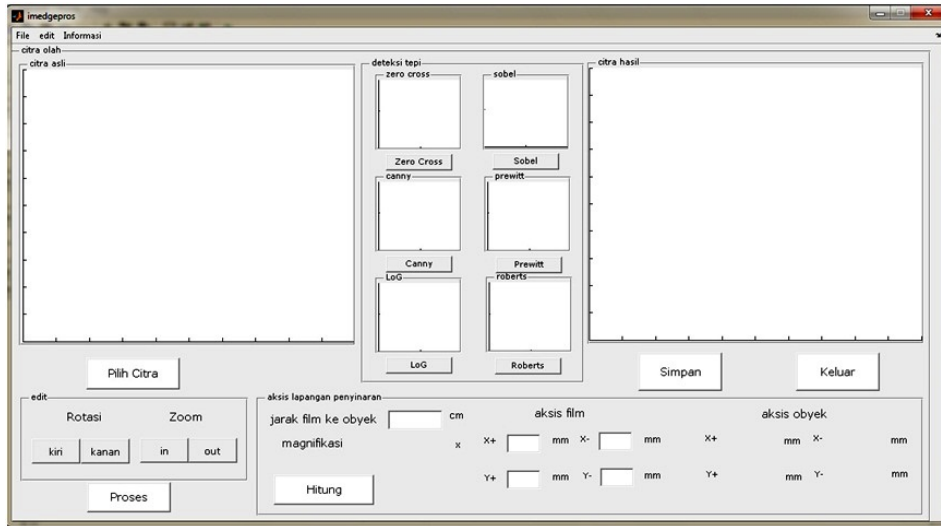 imedgepros
File edit Informasi
citra olah
citra asli
deteksi tepi
zero cross
sobel
citra hasil
Zero Cross
Sobel
canny
prewitt
Canny
Prewitt
LoG
roberts
LoG
Roberts
Pilih Citra
Simpan
Keluar
edit
Rotasi
Zoom
kiri
kanan
in
out
Proses
aksis lapangan penyinaran
jarak film ke obyek cm
magnifikasi x
Hitung
aksis film
X+ mm X- mm
Y+ mm Y- mm
aksis obyek
X+ mm X- mm
Y+ mm Y- mm